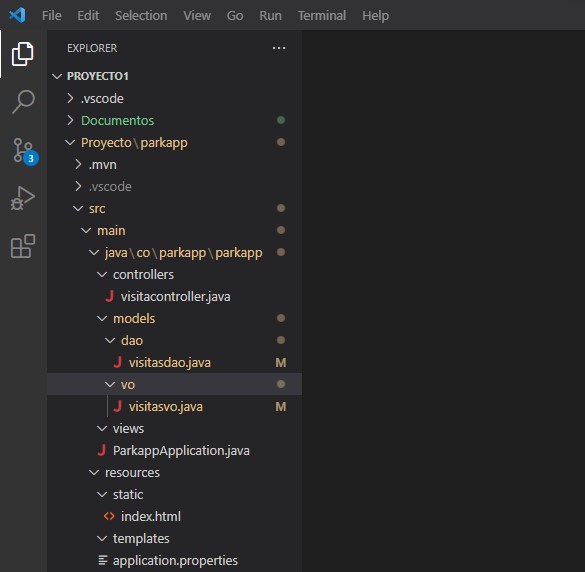 File Edit Selection View Go Run Terminal Help
EXPLORER ...
PROYECTO1
.vscode
Documentos
Proyecto\parkapp
3
.mvn
.vscode
src
main
java\co\parkapp\parkapp
controllers
J visitacontroller.java
models
dao
J visitasdao.java M
vo
J visitasvo.java M
views
J ParkappApplication.java
resources
static
<> index.html
templates
application.properties